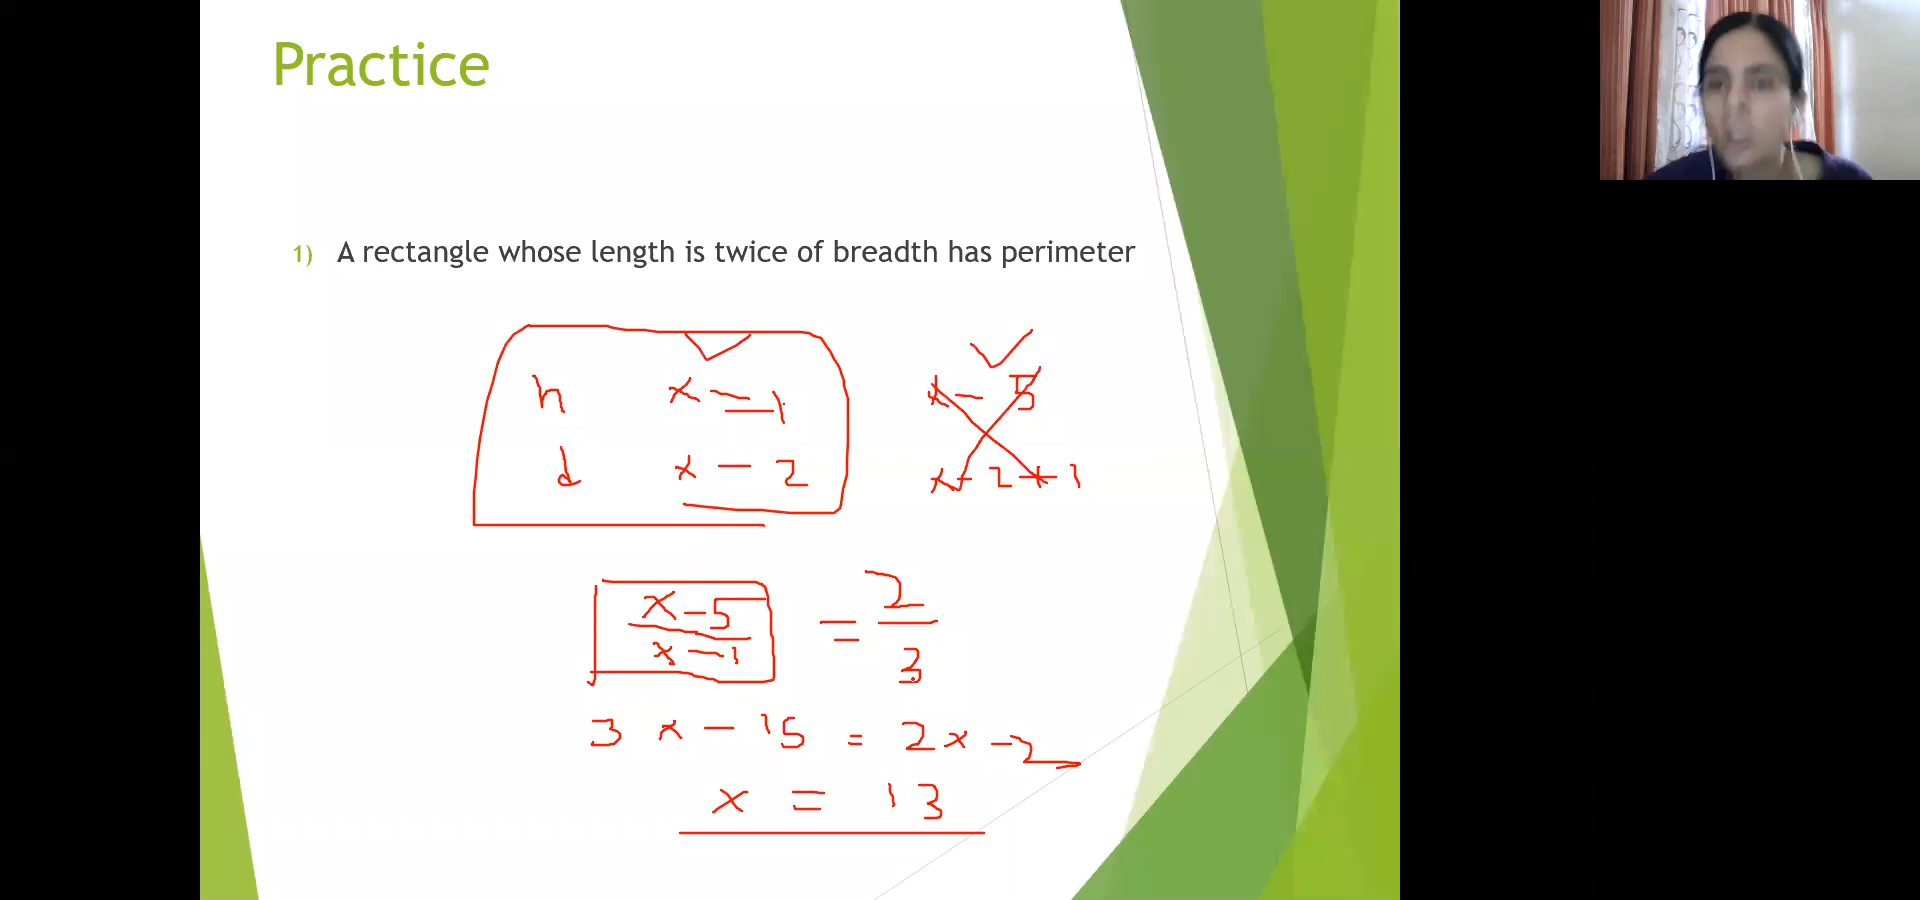 Practice
1) A rectangle whose length is twice of breadth has perimeter
n x - 1 x - 5
d x - 2 x - 2 + 1
x - 5 / x - 1 = 2 / 3
3x - 15 = 2x - 2
x = 13